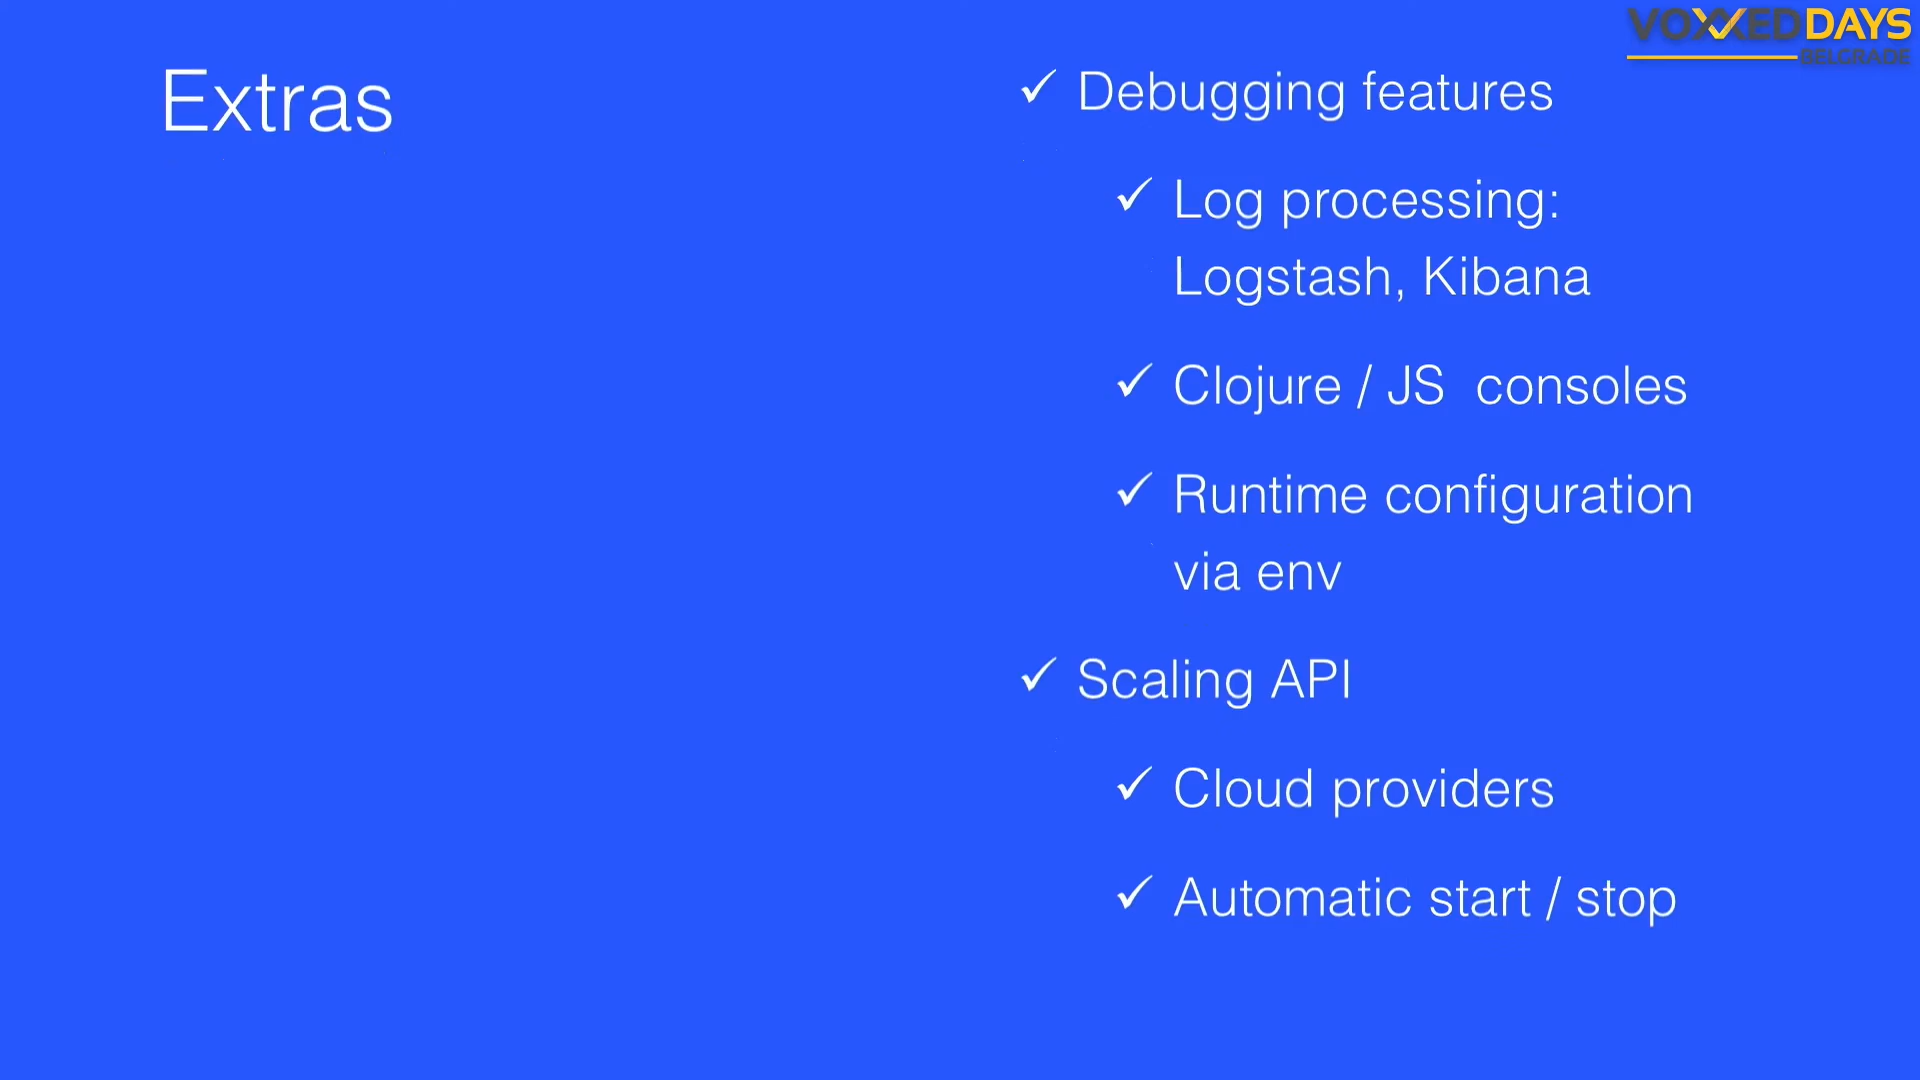 VOXXED DAYS
BELGRADE
Extras
✓ Debugging features
✓ Log processing:
Logstash, Kibana
✓ Clojure / JS consoles
✓ Runtime configuration
via env
✓ Scaling API
✓ Cloud providers
✓ Automatic start / stop